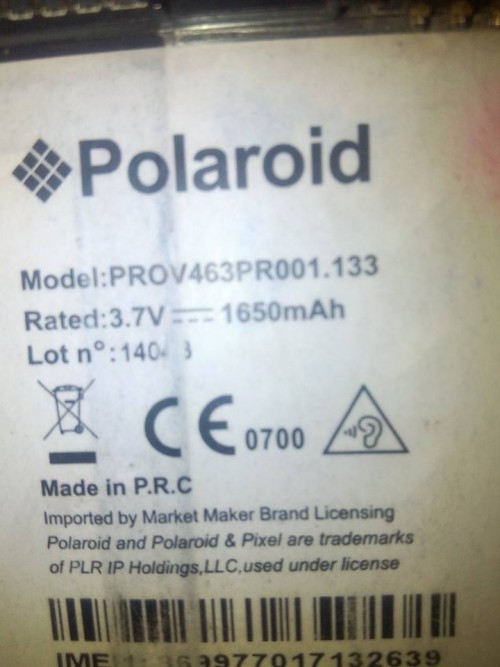 Polaroid
Model:PROV463PR001.133
Rated:3.7V 1650mAh
Lot n°:140
CE 0700
Made in P.R.C
Imported by Market Maker Brand Licensing
Polaroid and Polaroid & Pixel are trademarks
of PLR IP Holdings,LLC,used under license